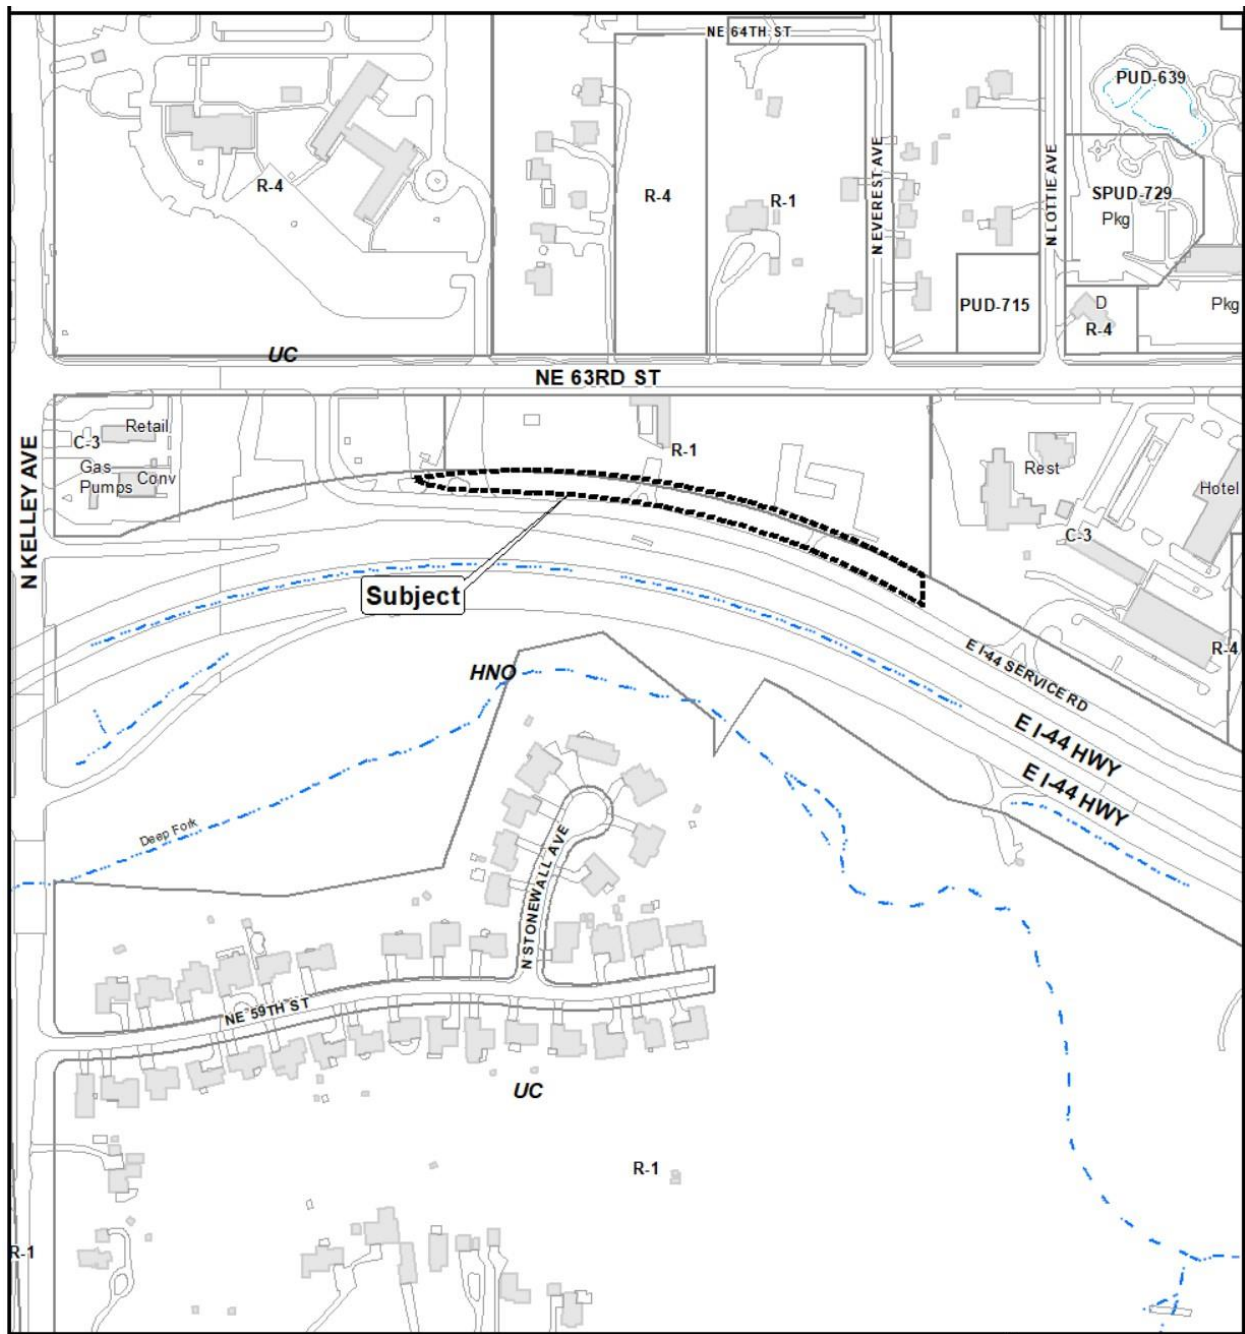 NE 64TH ST
PUD-639
R-4
R-4
R-1
N EVEREST AVE
N LOTTIE AVE
SPUD-729
Pkg
PUD-715
D
R-4
Pkg
UC
NE 63RD ST
N KELLEY AVE
Retail
C-3
Gas
Pumps
Conv
R-1
Rest
Hotel
C-3
Subject
R-4
E I-44 SERVICE RD
HNO
E I-44 HWY
E I-44 HWY
Deep Fork
N STONEWALL AVE
NE 59TH ST
UC
R-1
R-1